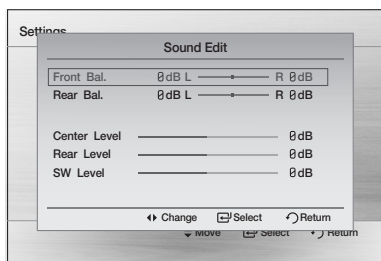 Settings
Sound Edit
Front Bal. 0dB L R 0dB
Rear Bal. 0dB L R 0dB
Center Level 0dB
Rear Level 0dB
SW Level 0dB
Change Select Return
Move Select Return